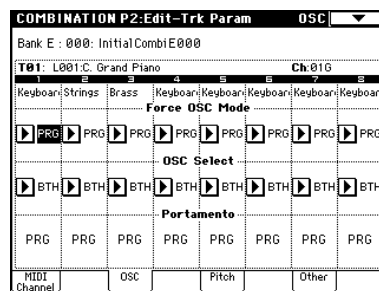 COMBINATION P2:Edit-Trk Param OSC
Bank E : 000: InitialCombiE000
T01: L001:C. Grand Piano Ch:01G
1 2 3 4 5 6 7 8
Keyboar Strings Brass Keyboar Keyboar Keyboar Keyboar Keyboar
Force OSC Mode
PRG PRG PRG PRG PRG PRG PRG PRG
OSC Select
BTH BTH BTH BTH BTH BTH BTH BTH
Portamento
PRG PRG PRG PRG PRG PRG PRG PRG
MIDI Channel OSC Pitch Other